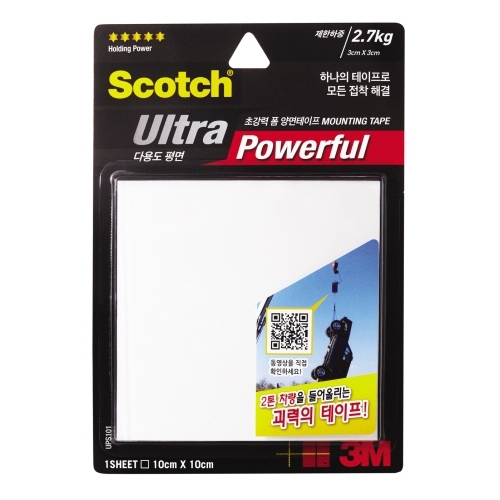 ★★★★★
Holding Power
제한하중 2.7kg
3cm X 3cm
Scotch®
하나의 테이프로
모든 접착 해결
Ultra
초강력 폼 양면테이프 MOUNTING TAPE
다용도 평면
Powerful
동영상을 직접
확인하세요!
2톤 차량을 들어올리는
괴력의 테이프!
UPS101
1SHEET □ 10cm X 10cm
3M